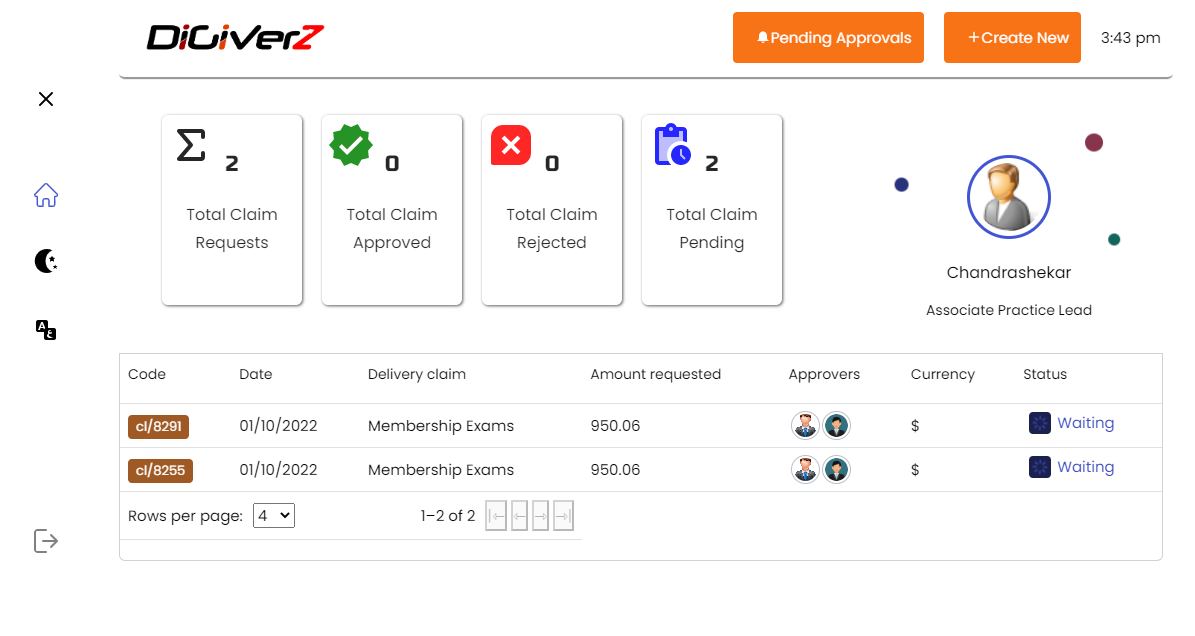 DiGiVerZ
Pending Approvals
+Create New
3:43 pm
2
Total Claim
Requests
0
Total Claim
Approved
0
Total Claim
Rejected
2
Total Claim
Pending
Chandrashekar
Associate Practice Lead
Code Date Delivery claim Amount requested Approvers Currency Status
cl/8291 01/10/2022 Membership Exams 950.06 $ Waiting
cl/8255 01/10/2022 Membership Exams 950.06 $ Waiting
Rows per page: 4 1–2 of 2